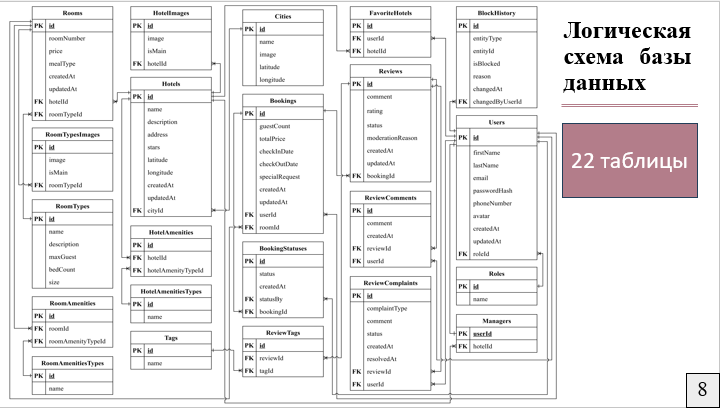 Rooms
PK id
roomNumber
price
mealType
createdAt
updatedAt
FK hotelId
FK roomTypeId
RoomTypesImages
PK id
image
isMain
FK roomTypeId
RoomTypes
PK id
name
description
maxGuest
bedCount
size
RoomAmenities
PK id
FK roomId
FK roomAmenityTypeId
RoomAmenitiesTypes
PK id
name
HotelImages
PK id
image
isMain
FK hotelId
Hotels
PK id
name
description
address
stars
latitude
longitude
createdAt
updatedAt
FK cityId
HotelAmenities
PK id
FK hotelId
FK hotelAmenityTypeId
HotelAmenitiesTypes
PK id
name
Tags
PK id
name
Cities
PK id
name
image
latitude
longitude
Bookings
PK id
guestCount
totalPrice
checkInDate
checkOutDate
specialRequest
createdAt
updatedAt
FK userId
FK roomId
BookingStatuses
PK id
status
createdAt
FK statusBy
FK bookingId
ReviewTags
PK id
FK reviewId
FK tagId
FavoriteHotels
PK id
FK userId
FK hotelId
Reviews
PK id
comment
rating
status
moderationReason
createdAt
updatedAt
FK bookingId
ReviewComments
PK id
comment
createdAt
FK reviewId
FK userId
ReviewComplaints
PK id
complaintType
comment
status
createdAt
resolvedAt
FK reviewId
FK userId
BlockHistory
PK id
entityType
entityId
isBlocked
reason
changedAt
FK changedByUserId
Users
PK id
firstName
lastName
email
passwordHash
phoneNumber
avatar
createdAt
updatedAt
FK roleId
Roles
PK id
name
Managers
PK userId
FK hotelId
Логическая
схема базы
данных
22 таблицы
8